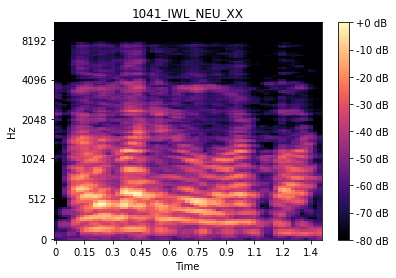 1041_IWL_NEU_XX
8192
4096
2048
1024
512
0
Hz
0 0.15 0.3 0.45 0.6 0.75 0.9 1.1 1.2 1.4
Time
+0 dB
-10 dB
-20 dB
-30 dB
-40 dB
-50 dB
-60 dB
-70 dB
-80 dB